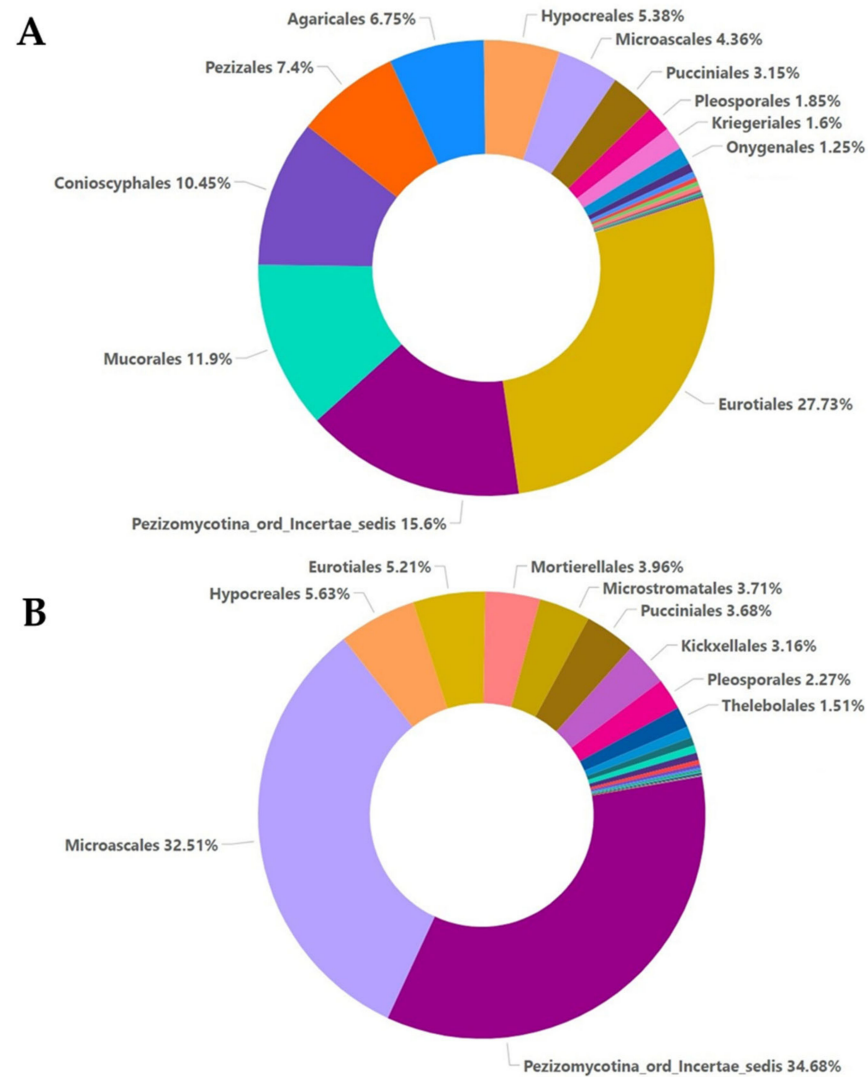 A
Agaricales 6.75%
Hypocreales 5.38%
Microascales 4.36%
Pezizales 7.4%
Pucciniales 3.15%
Pleosporales 1.85%
Kriegeriales 1.6%
Onygenales 1.25%
Conioscyphales 10.45%
Mucorales 11.9%
Eurotiales 27.73%
Pezizomycotina_ord_Incertae_sedis 15.6%
B
Eurotiales 5.21%
Mortierellales 3.96%
Hypocreales 5.63%
Microstromatales 3.71%
Pucciniales 3.68%
Kickxellales 3.16%
Pleosporales 2.27%
Thelebolales 1.51%
Microascales 32.51%
Pezizomycotina_ord_Incertae_sedis 34.68%